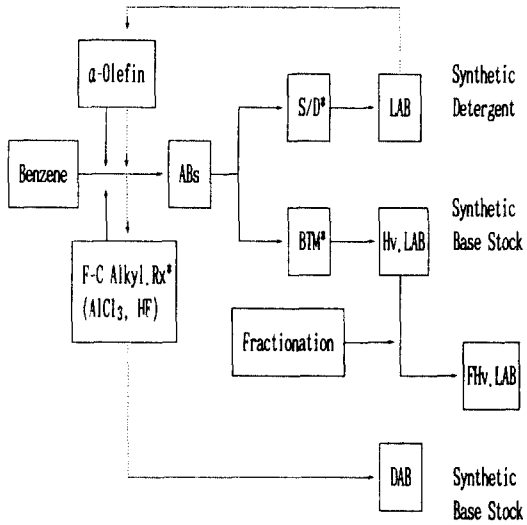 α-Olefin
Synthetic
Detergent
S/D*
LAB
Benzene
ABs
Synthetic
Base Stock
BTM*
Hv.LAB
F-C Alkyl.Rx*
(AlCl₃, HF)
Fractionation
FHv.LAB
DAB
Synthetic
Base Stock